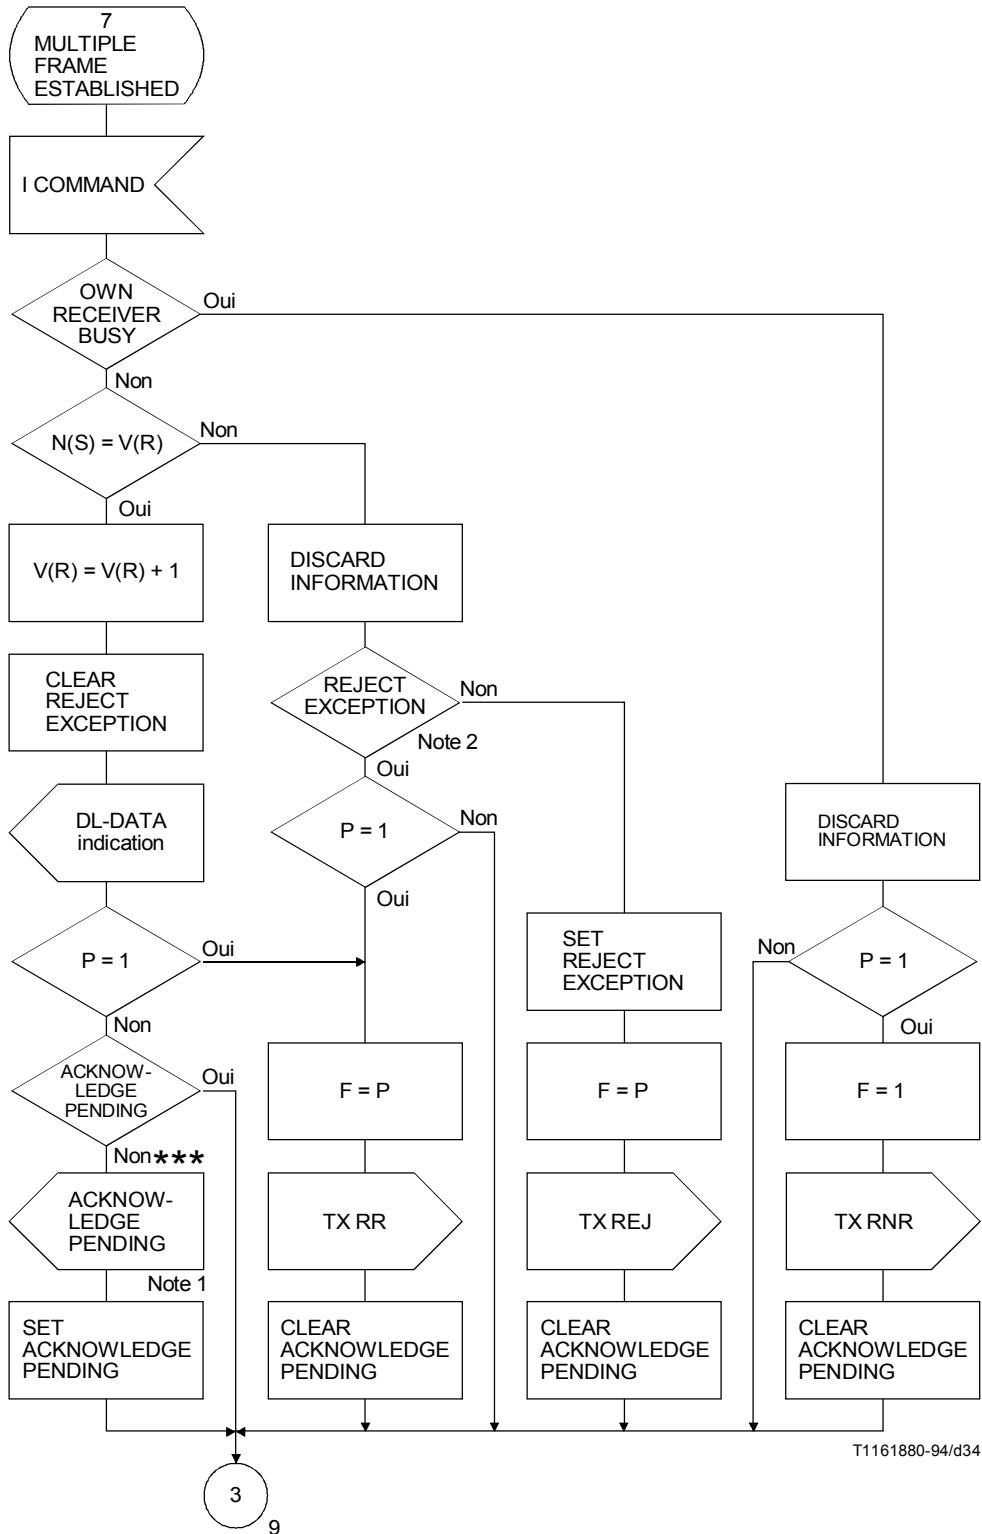 7
MULTIPLE
FRAME
ESTABLISHED
I COMMAND
OWN
RECEIVER
BUSY
Oui
Non
N(S) = V(R)
Non
Oui
V(R) = V(R) + 1
DISCARD
INFORMATION
CLEAR
REJECT
EXCEPTION
REJECT
EXCEPTION
Non
Note 2
Oui
DL-DATA
indication
P = 1
Non
Oui
DISCARD
INFORMATION
P = 1
Oui
Non
SET
REJECT
EXCEPTION
Non
P = 1
Oui
ACKNOW-
LEDGE
PENDING
Oui
Non***
F = P
F = P
F = 1
ACKNOW-
LEDGE
PENDING
Note 1
TX RR
TX REJ
TX RNR
SET
ACKNOWLEDGE
PENDING
CLEAR
ACKNOWLEDGE
PENDING
CLEAR
ACKNOWLEDGE
PENDING
CLEAR
ACKNOWLEDGE
PENDING
T1161880-94/d34
3
9